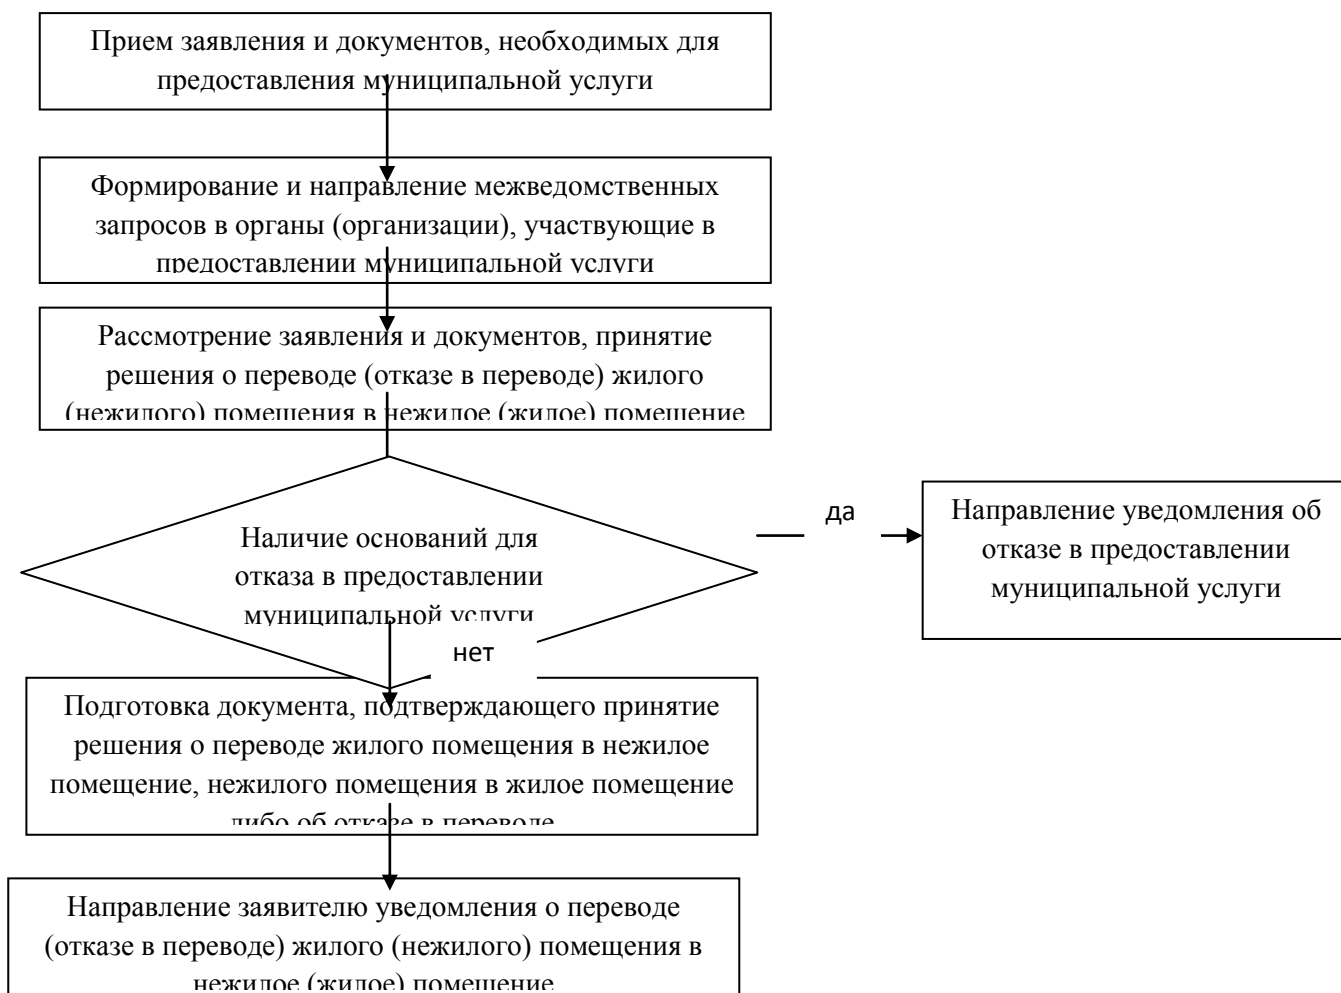 Прием заявления и документов, необходимых для
предоставления муниципальной услуги
Формирование и направление межведомственных
запросов в органы (организации), участвующие в
предоставлении муниципальной услуги
Рассмотрение заявления и документов, принятие
решения о переводе (отказе в переводе) жилого
(нежилого) помещения в нежилое (жилое) помещение
Наличие оснований для
отказа в предоставлении
муниципальной услуги
да
Направление уведомления об
отказе в предоставлении
муниципальной услуги
нет
Подготовка документа, подтверждающего принятие
решения о переводе жилого помещения в нежилое
помещение, нежилого помещения в жилое помещение
либо об отказе в переводе
Направление заявителю уведомления о переводе
(отказе в переводе) жилого (нежилого) помещения в
нежилое (жилое) помещение